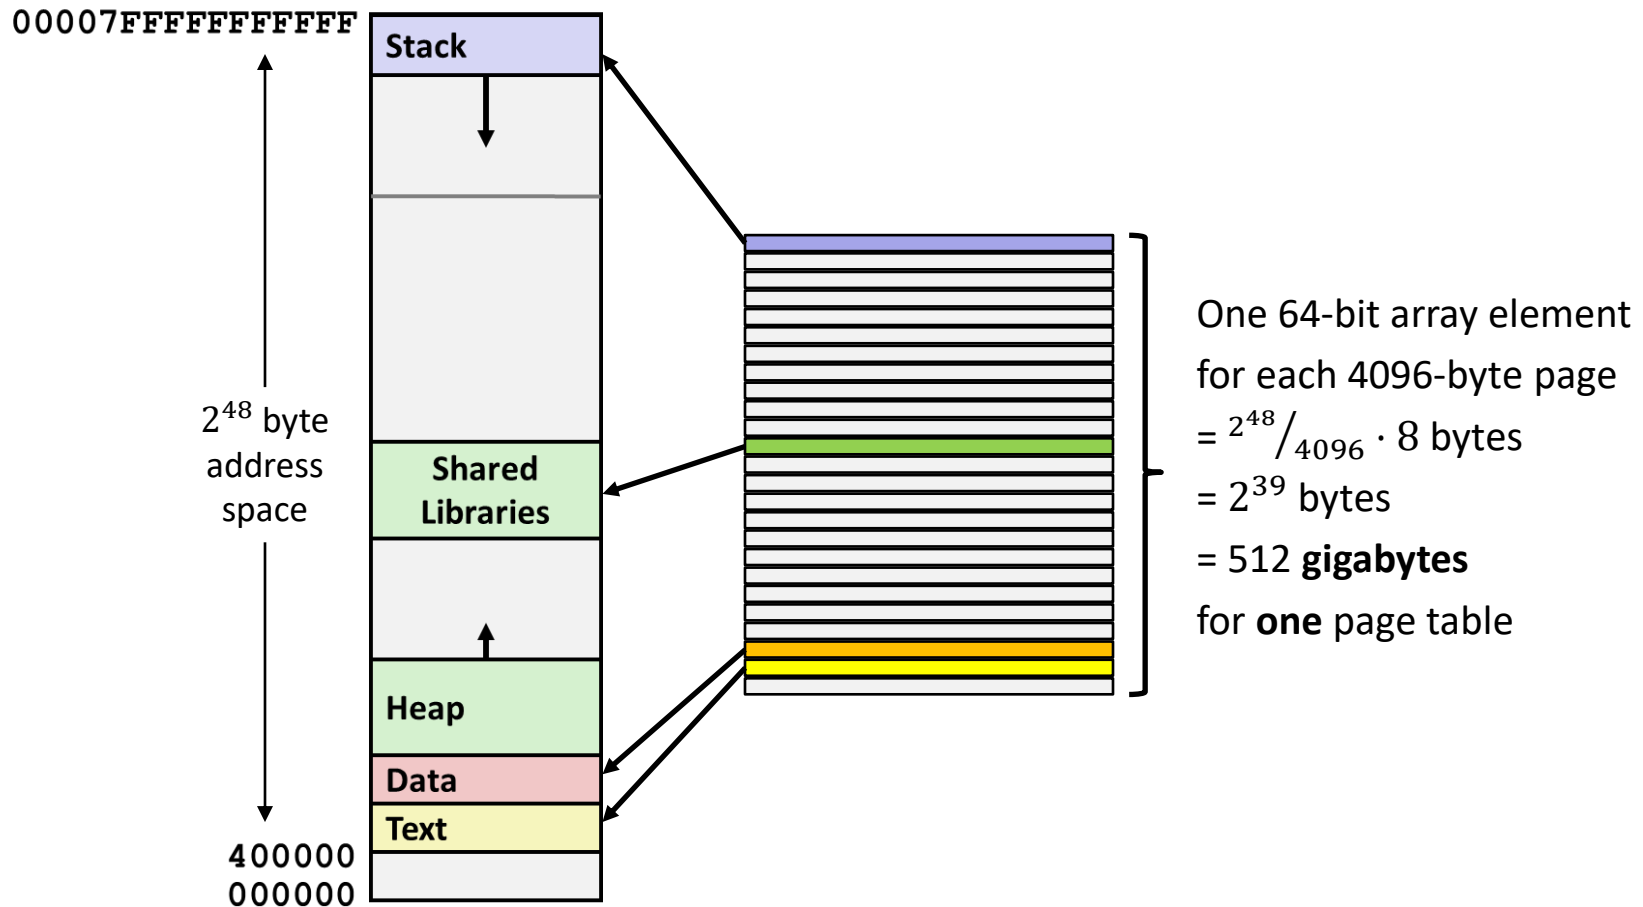 00007FFFFFFFFFFF
Stack
2⁴⁸ byte
address
space
Shared
Libraries
Heap
Data
Text
400000
000000
One 64-bit array element
for each 4096-byte page
= 2⁴⁸/4096 · 8 bytes
= 2³⁹ bytes
= 512 gigabytes
for one page table